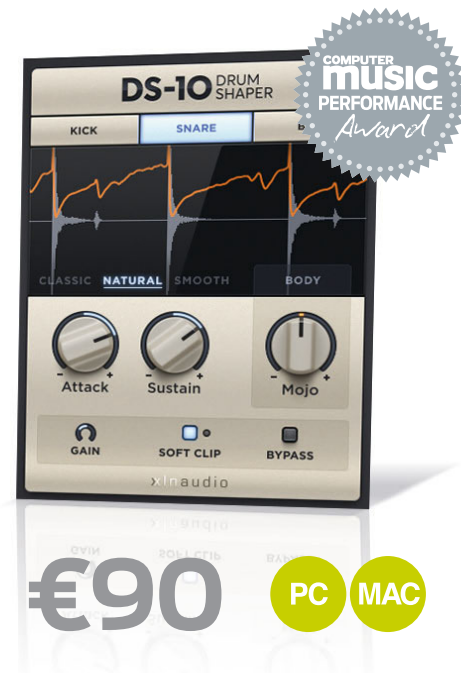 COMPUTER
music
PERFORMANCE
Award
DS-10 DRUM
SHAPER
KICK
SNARE
CLASSIC NATURAL SMOOTH
BODY
- +
- +
- +
Attack
Sustain
Mojo
GAIN
SOFT CLIP
BYPASS
xlnaudio
€90
PC
MAC